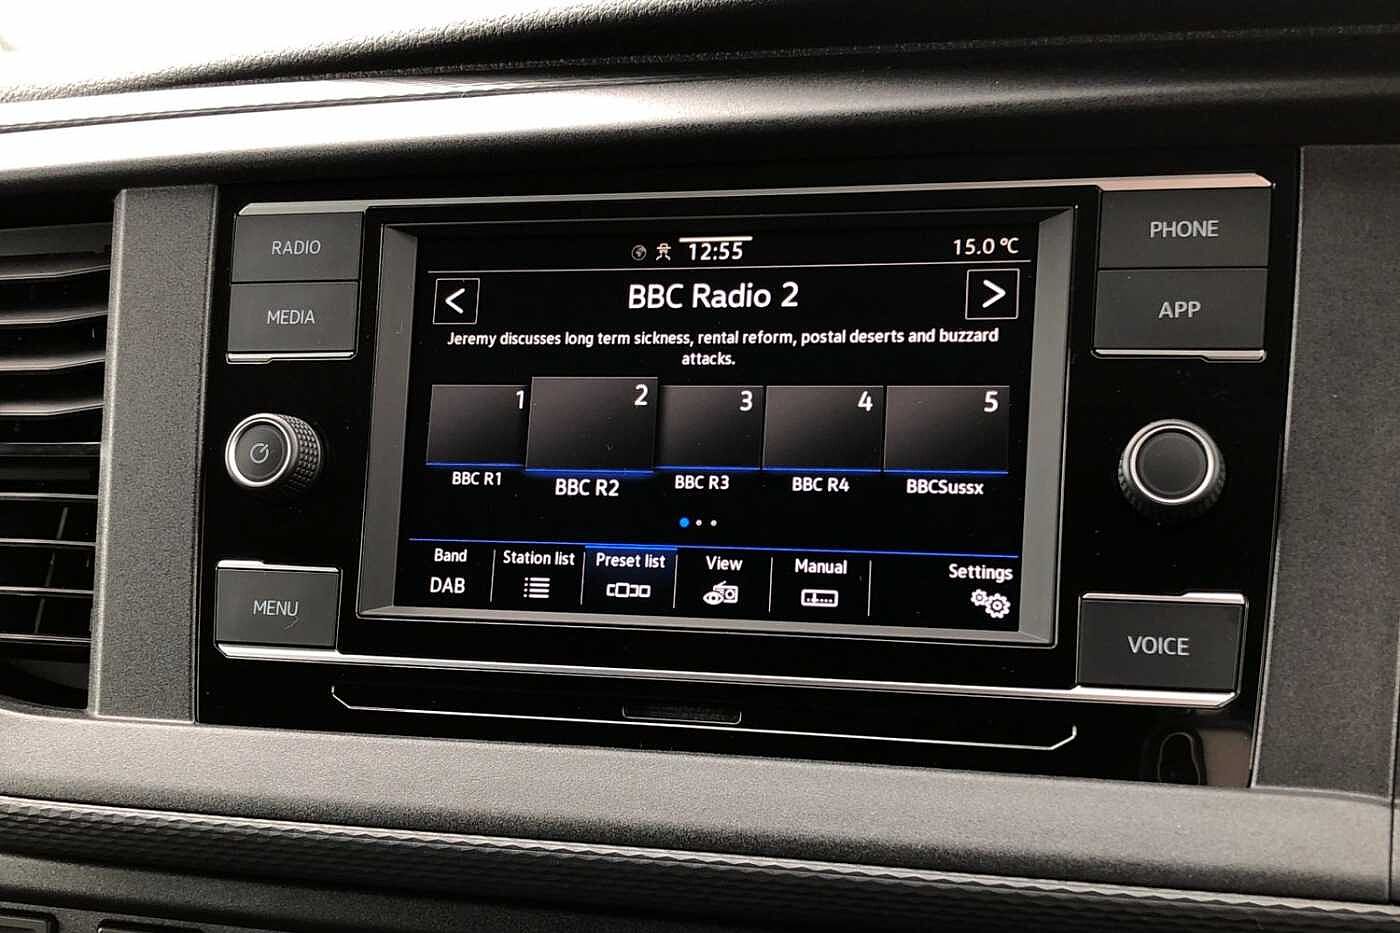 RADIO
MEDIA
MENU
12:55
15.0 °C
<
BBC Radio 2
>
Jeremy discusses long term sickness, rental reform, postal deserts and buzzard
attacks.
1
2
3
4
5
BBC R1
BBC R2
BBC R3
BBC R4
BBCSussx
Band
Station list
Preset list
View
Manual
Settings
DAB
PHONE
APP
VOICE